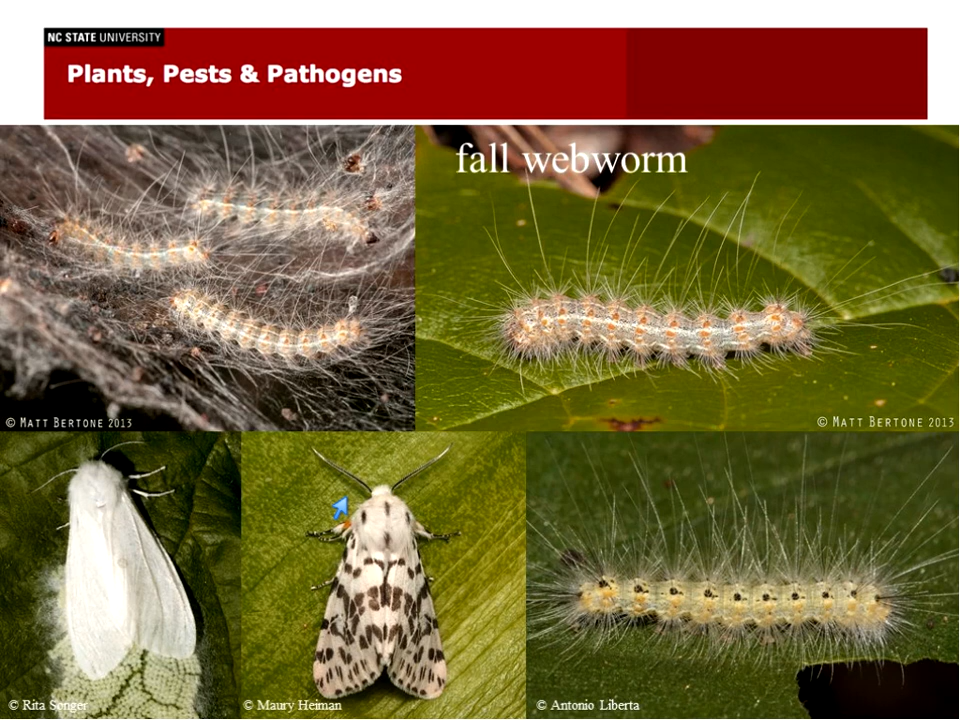 NC STATE UNIVERSITY
Plants, Pests & Pathogens
fall webworm
© MATT BERTONE 2013
© MATT BERTONE 2013
© Rita Songer
© Maury Heiman
© Antonio Liberta